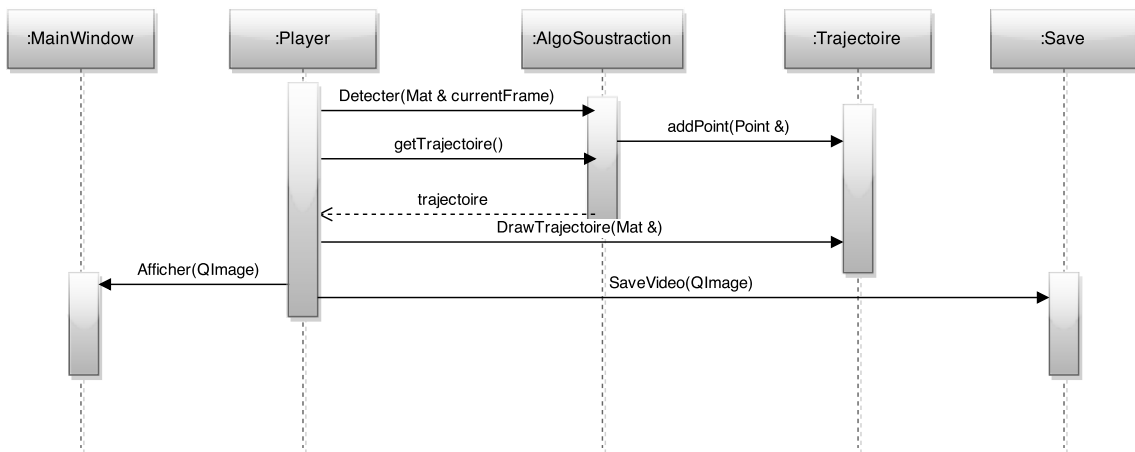 :MainWindow
:Player
:AlgoSoustraction
:Trajectoire
:Save
Detecter(Mat & currentFrame)
addPoint(Point &)
getTrajectoire()
trajectoire
DrawTrajectoire(Mat &)
Afficher(QImage)
SaveVideo(QImage)